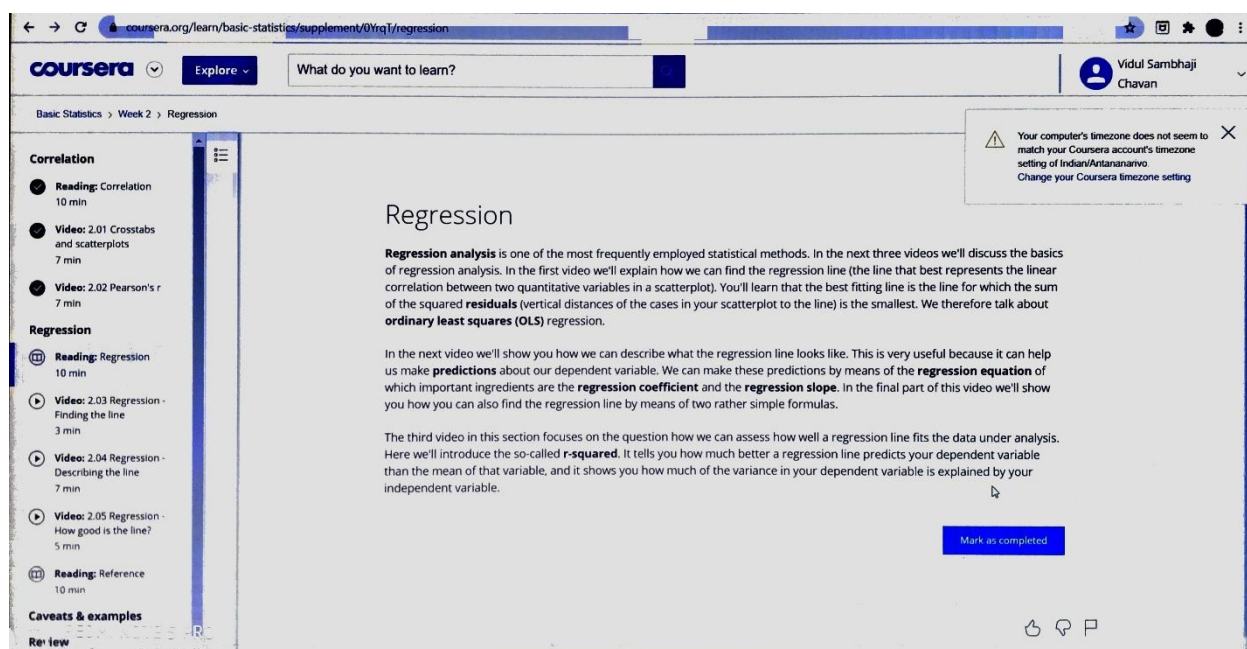 coursera.org/learn/basic-statistics/supplement/0YrqT/regression
coursera
Explore
What do you want to learn?
Vidul Sambhaji
Chavan
Basic Statistics > Week 2 > Regression
Your computer's timezone does not seem to
match your Coursera account's timezone
setting of Indian/Antananarivo.
Change your Coursera timezone setting
Correlation
Reading: Correlation
10 min
Video: 2.01 Crosstabs
and scatterplots
7 min
Video: 2.02 Pearson's r
7 min
Regression
Reading: Regression
10 min
Video: 2.03 Regression -
Finding the line
3 min
Video: 2.04 Regression -
Describing the line
7 min
Video: 2.05 Regression -
How good is the line?
5 min
Reading: Reference
10 min
Caveats & examples
Review
Regression
Regression analysis is one of the most frequently employed statistical methods. In the next three videos we'll discuss the basics
of regression analysis. In the first video we'll explain how we can find the regression line (the line that best represents the linear
correlation between two quantitative variables in a scatterplot). You'll learn that the best fitting line is the line for which the sum
of the squared residuals (vertical distances of the cases in your scatterplot to the line) is the smallest. We therefore talk about
ordinary least squares (OLS) regression.
In the next video we'll show you how we can describe what the regression line looks like. This is very useful because it can help
us make predictions about our dependent variable. We can make these predictions by means of the regression equation of
which important ingredients are the regression coefficient and the regression slope. In the final part of this video we'll show
you how you can also find the regression line by means of two rather simple formulas.
The third video in this section focuses on the question how we can assess how well a regression line fits the data under analysis.
Here we'll introduce the so-called r-squared. It tells you how much better a regression line predicts your dependent variable
than the mean of that variable, and it shows you how much of the variance in your dependent variable is explained by your
independent variable.
Mark as completed